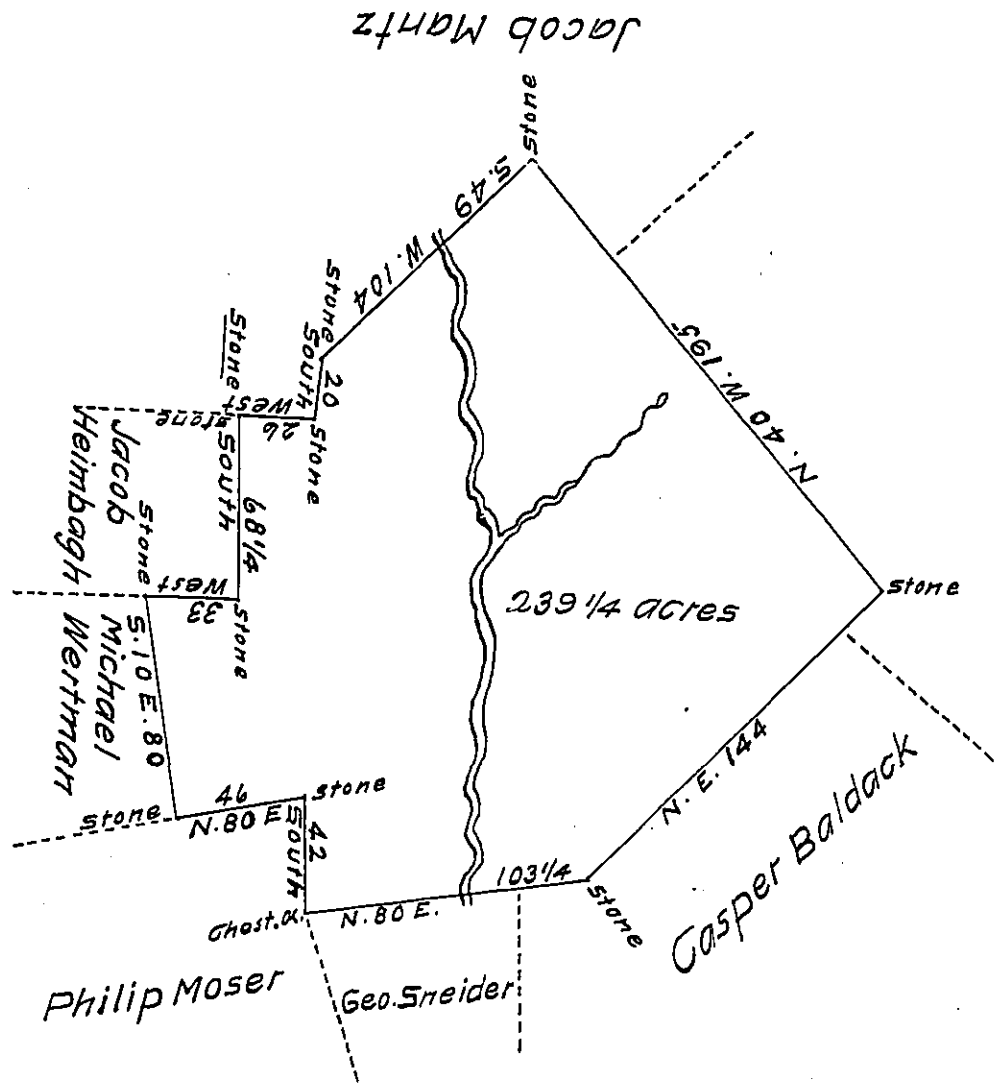 Jacob Mantz
stone
S. 49
W. 104
Stone
South
20
Stone
West
26
Stone
stone
South
68 1/4
Stone
West
33
Stone
Jacob
Heimbagh
Michael
Wertman
S. 10 E. 80
stone
46
N. 80 E
stone
South
42
Chest. O.
N. 80 E.
103 1/4
Stone
N. E. 144
stone
N. 40 W. 195
239 1/4 acres
Philip Moser
Geo. Sneider
Casper Baldack